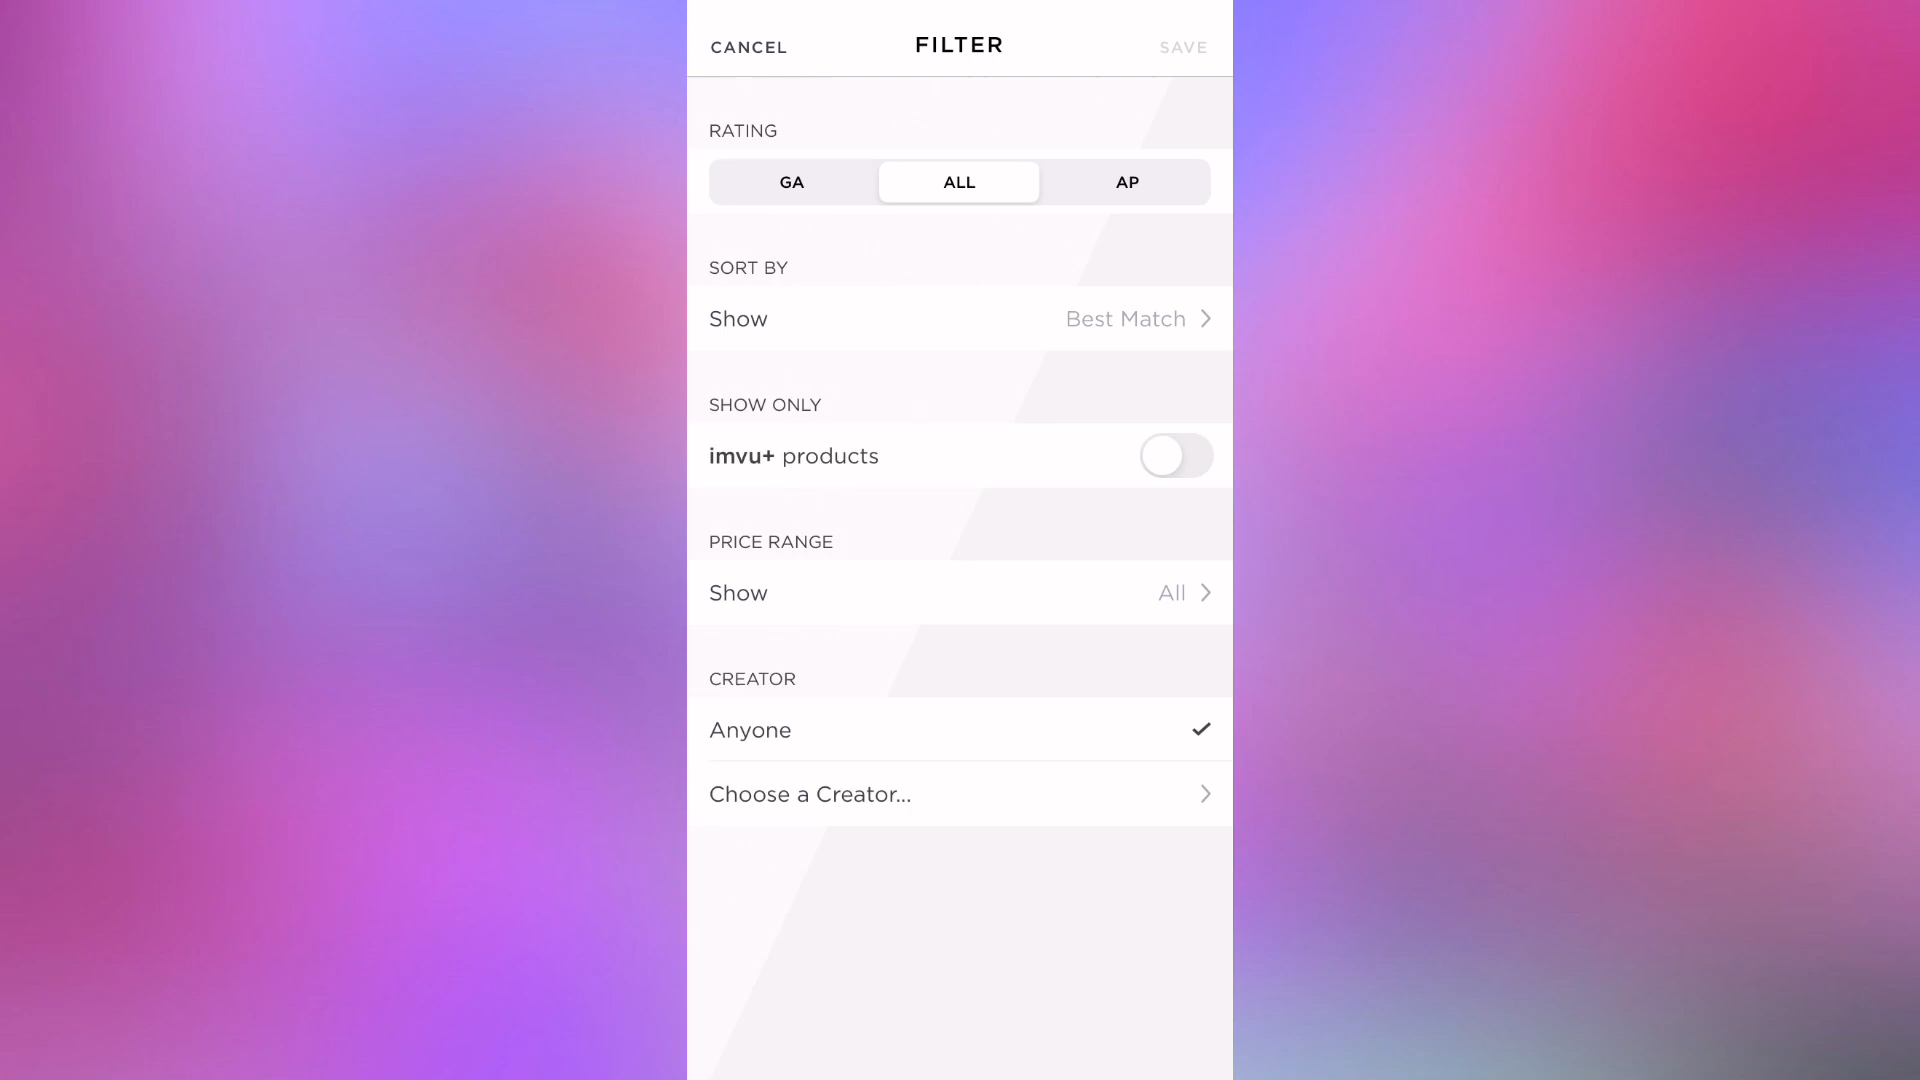 CANCEL FILTER SAVE
RATING
GA ALL AP
SORT BY
Show Best Match
SHOW ONLY
imvu+ products
PRICE RANGE
Show All
CREATOR
Anyone
Choose a Creator...